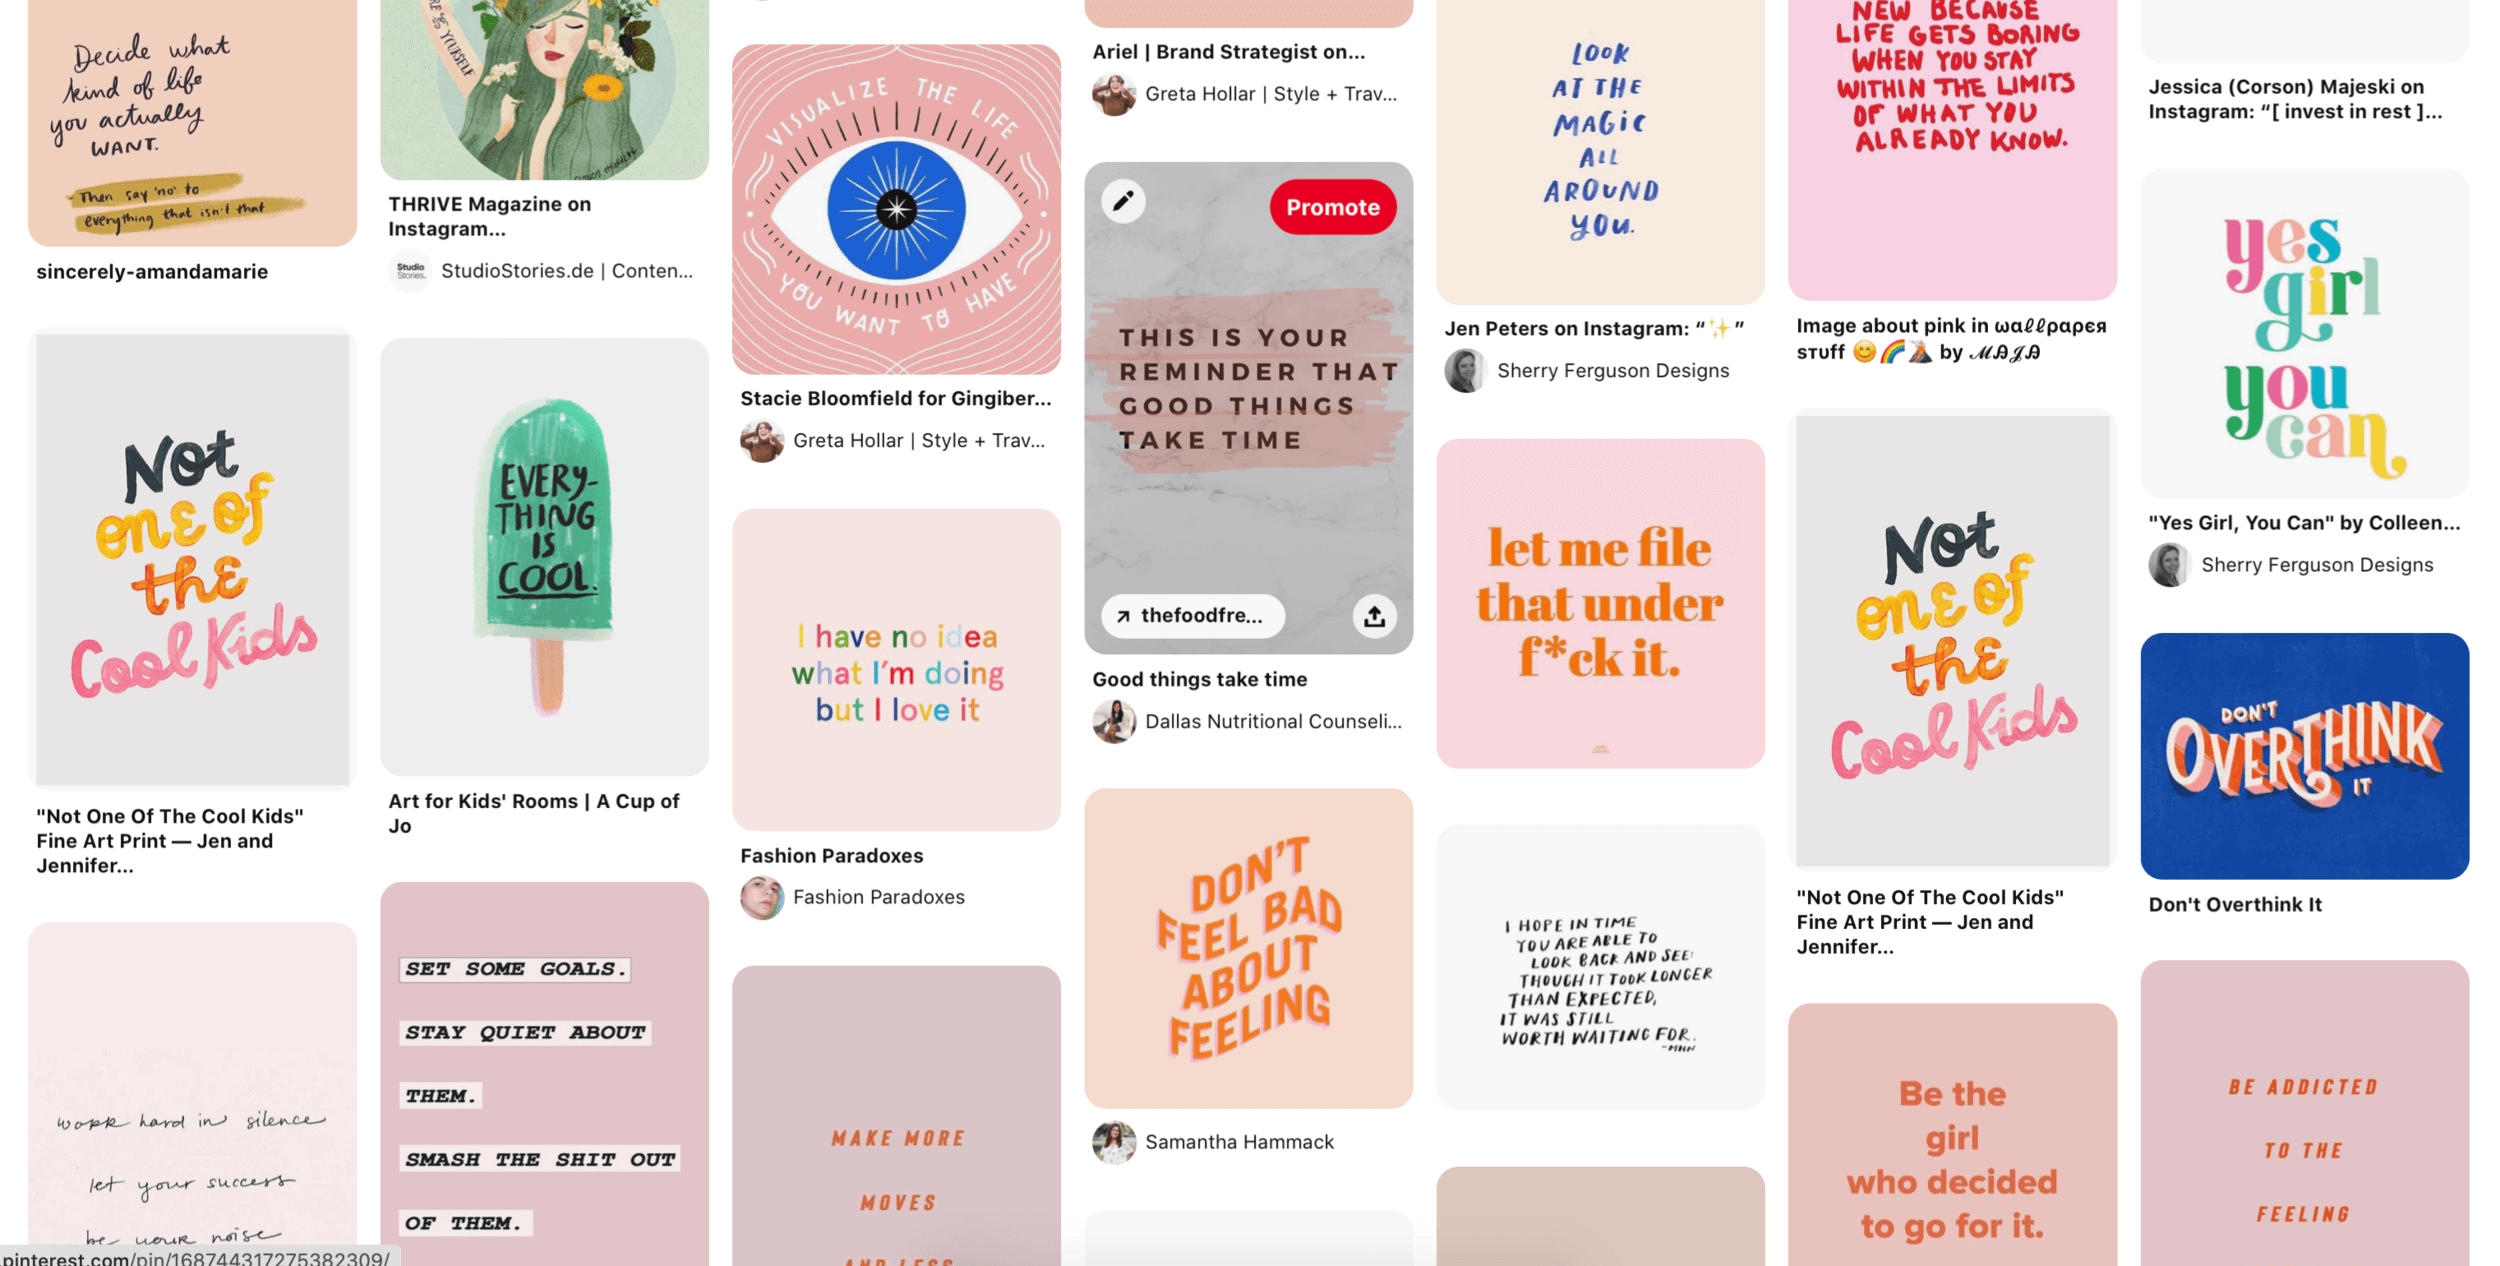 Decide what
kind of life
you actually
WANT.
Then say 'no' to
everything that isn't that
sincerely-amandamarie
Not
one of
the
Cool Kids
"Not One Of The Cool Kids"
Fine Art Print — Jen and
Jennifer...
work hard in silence
let your success
be your noise
.pinterest.com/pin/168744317275382309/
YOURSELF
THRIVE Magazine on
Instagram...
Studio
Stories.
StudioStories.de | Conten...
EVERY-
THING
IS
COOL.
Art for Kids' Rooms | A Cup of
Jo
SET SOME GOALS.
STAY QUIET ABOUT
THEM.
SMASH THE SHIT OUT
OF THEM.
VISUALIZE THE LIFE
YOU WANT TO HAVE
Stacie Bloomfield for Gingiber...
Greta Hollar | Style + Trav...
I have no idea
what I'm doing
but I love it
Fashion Paradoxes
Fashion Paradoxes
MAKE MORE
MOVES
AND LESS
Ariel | Brand Strategist on...
Greta Hollar | Style + Trav...
Promote
THIS IS YOUR
REMINDER THAT
GOOD THINGS
TAKE TIME
thefoodfre...
Good things take time
Dallas Nutritional Counseli...
DON'T
FEEL BAD
ABOUT
FEELING
Samantha Hammack
LOOK
AT THE
MAGiC
ALL
AROUND
YOU.
Jen Peters on Instagram: “✨”
Sherry Ferguson Designs
let me file
that under
f*ck it.
I HOPE IN TIME
YOU ARE ABLE TO
LOOK BACK AND SEE:
THOUGH IT TOOK LONGER
THAN EXPECTED,
IT WAS STILL
WORTH WAITING FOR.
-MHN
NEW BECAUSE
LIFE GETS BORING
WHEN YOU STAY
WITHIN THE LIMITS
OF WHAT YOU
ALREADY KNOW.
Image about pink in ωαℓℓραρєя
sтuff 😊🌈🌋 by ℳᎯᎫᎯ
Not
one of
the
Cool Kids
"Not One Of The Cool Kids"
Fine Art Print — Jen and
Jennifer...
Be the
girl
who decided
to go for it.
Jessica (Corson) Majeski on
Instagram: “[ invest in rest ]...
yes
girl
you
can
"Yes Girl, You Can" by Colleen...
Sherry Ferguson Designs
DON'T
OVERTHINK
IT
Don't Overthink It
BE ADDICTED
TO THE
FEELING